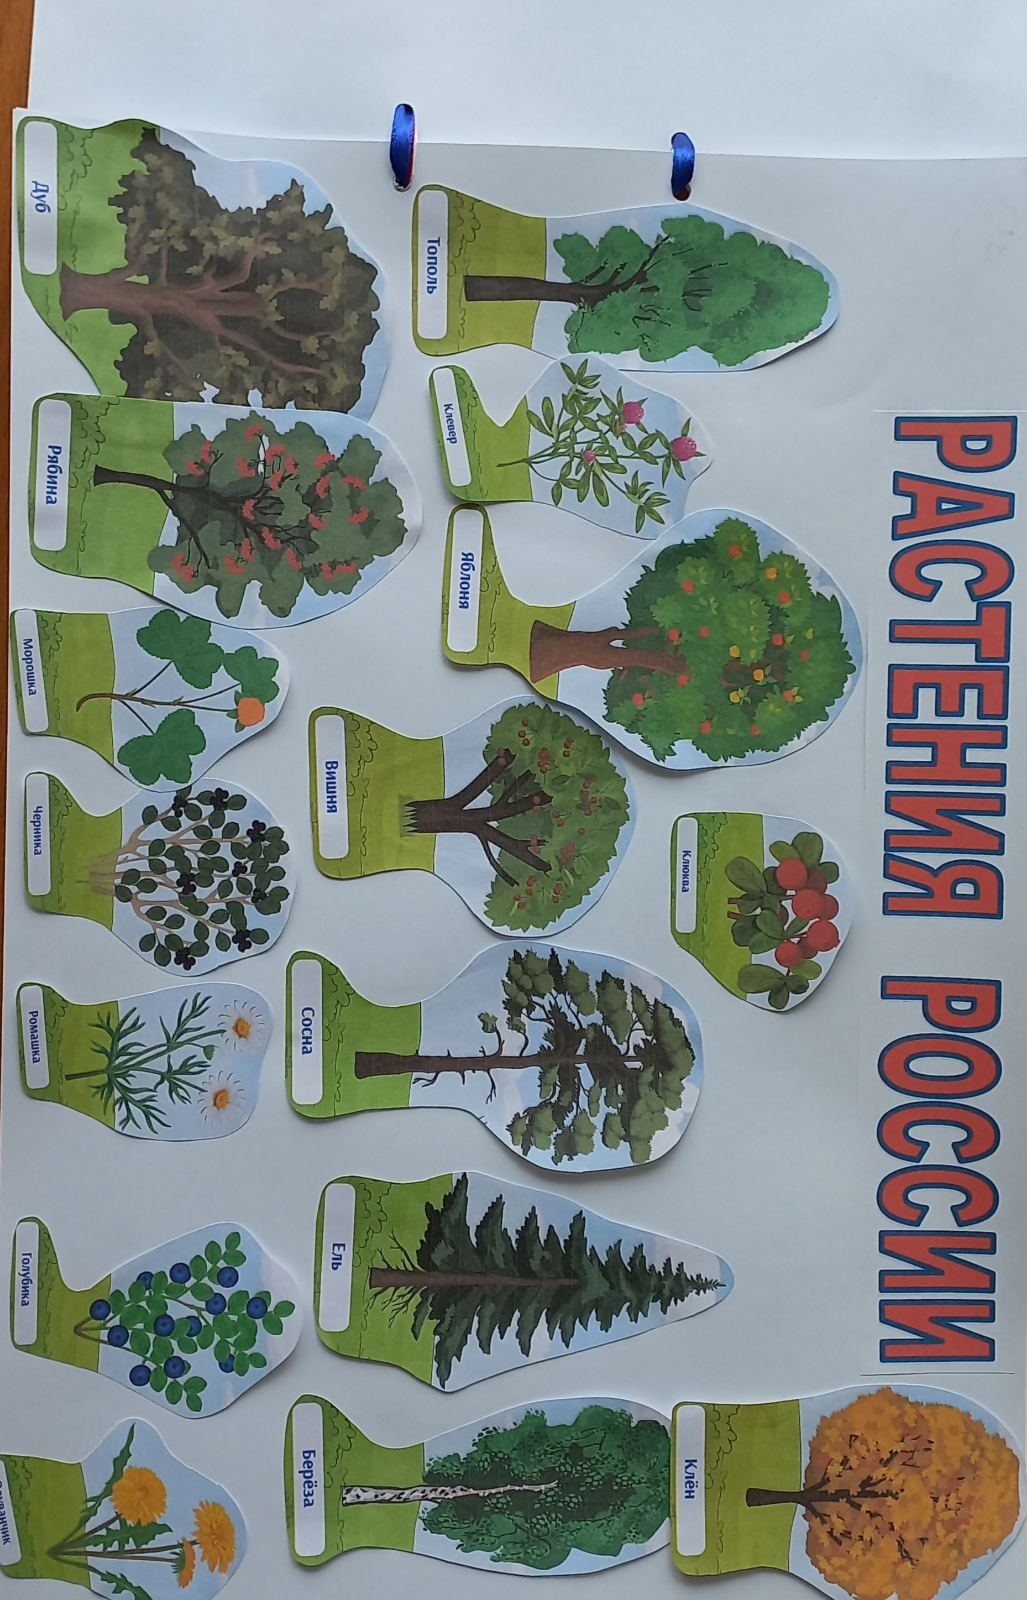 РАСТЕНИЯ РОССИИ
Тополь
Клевер
Яблоня
Клюква
Клён
Вишня
Сосна
Ель
Берёза
Дуб
Рябина
Морошка
Черника
Ромашка
Голубика